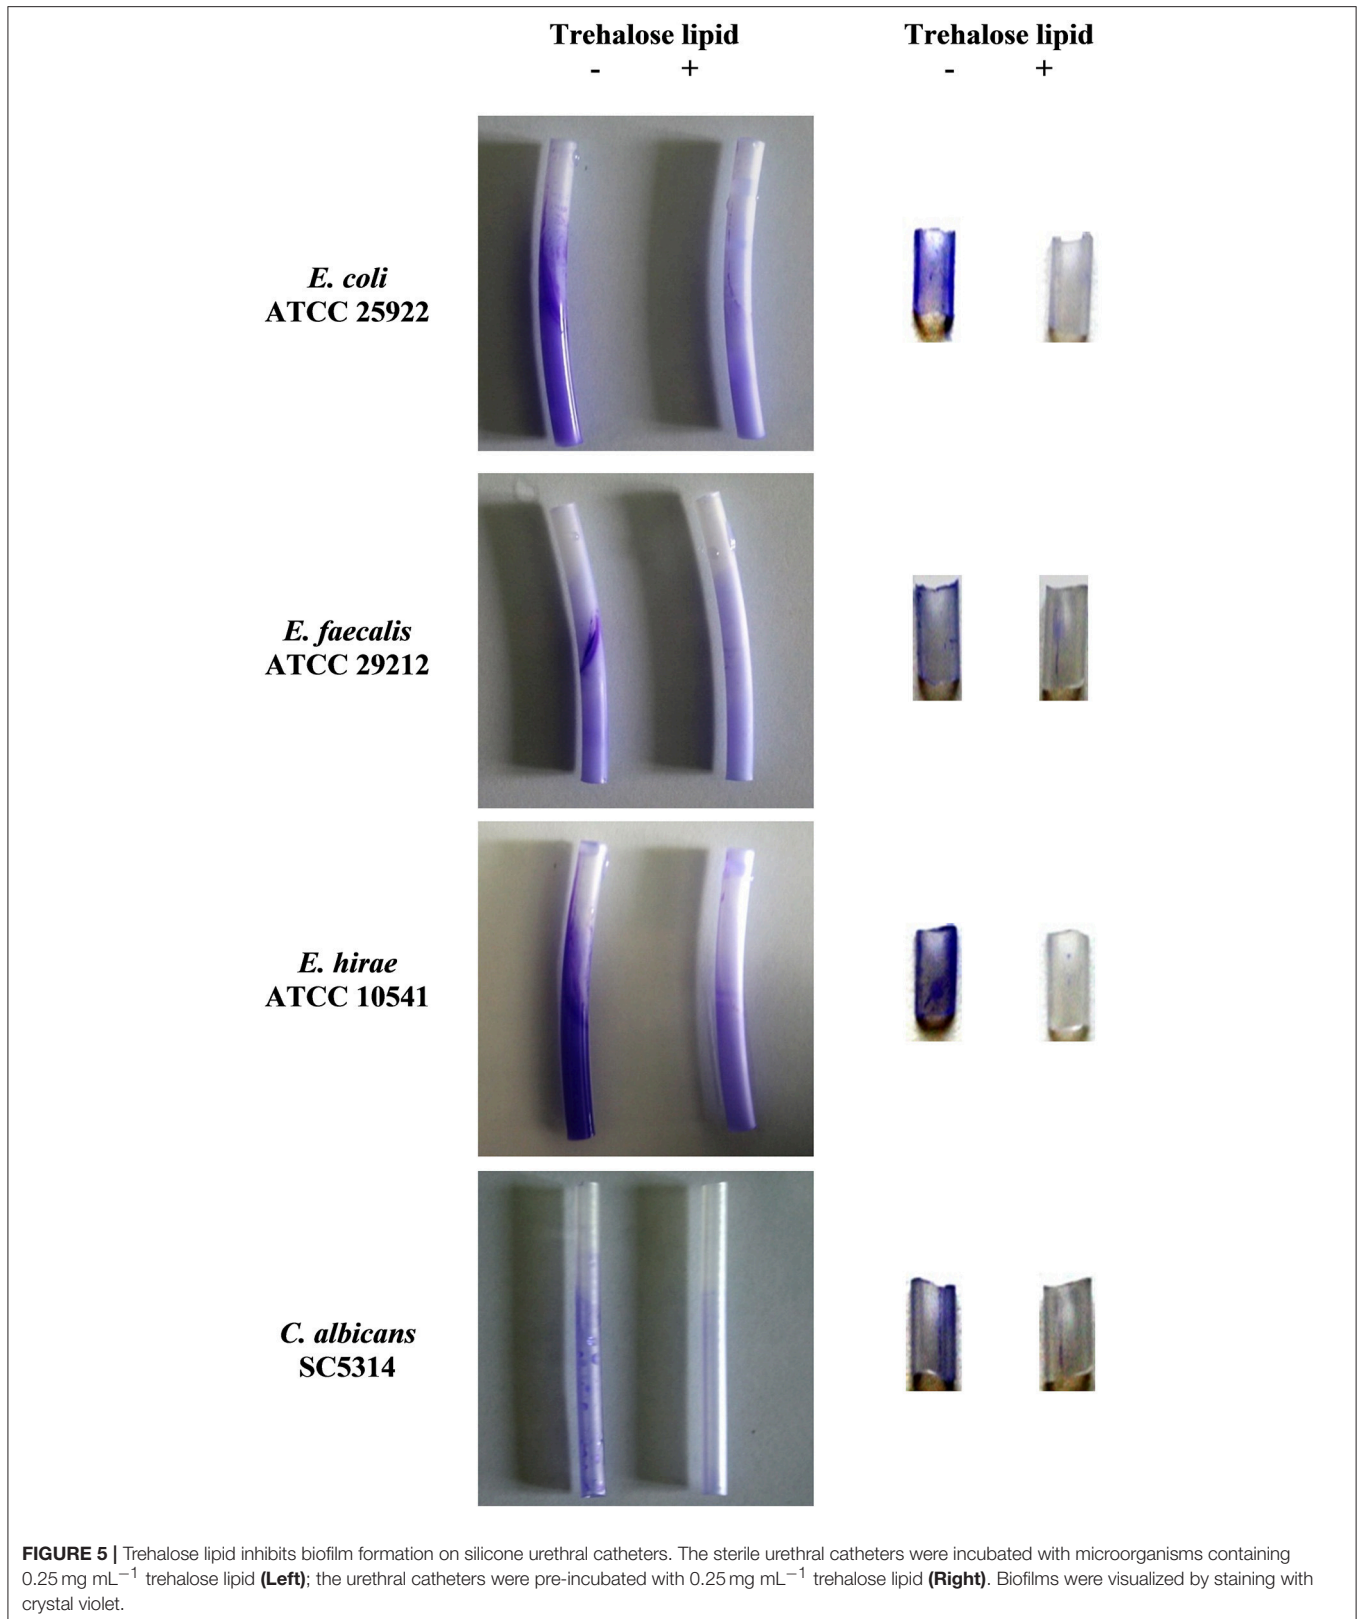 Trehalose lipid Trehalose lipid
- + - +
E. coli
ATCC 25922
E. faecalis
ATCC 29212
E. hirae
ATCC 10541
C. albicans
SC5314
FIGURE 5 | Trehalose lipid inhibits biofilm formation on silicone urethral catheters. The sterile urethral catheters were incubated with microorganisms containing
0.25 mg mL−1 trehalose lipid (Left); the urethral catheters were pre-incubated with 0.25 mg mL−1 trehalose lipid (Right). Biofilms were visualized by staining with
crystal violet.